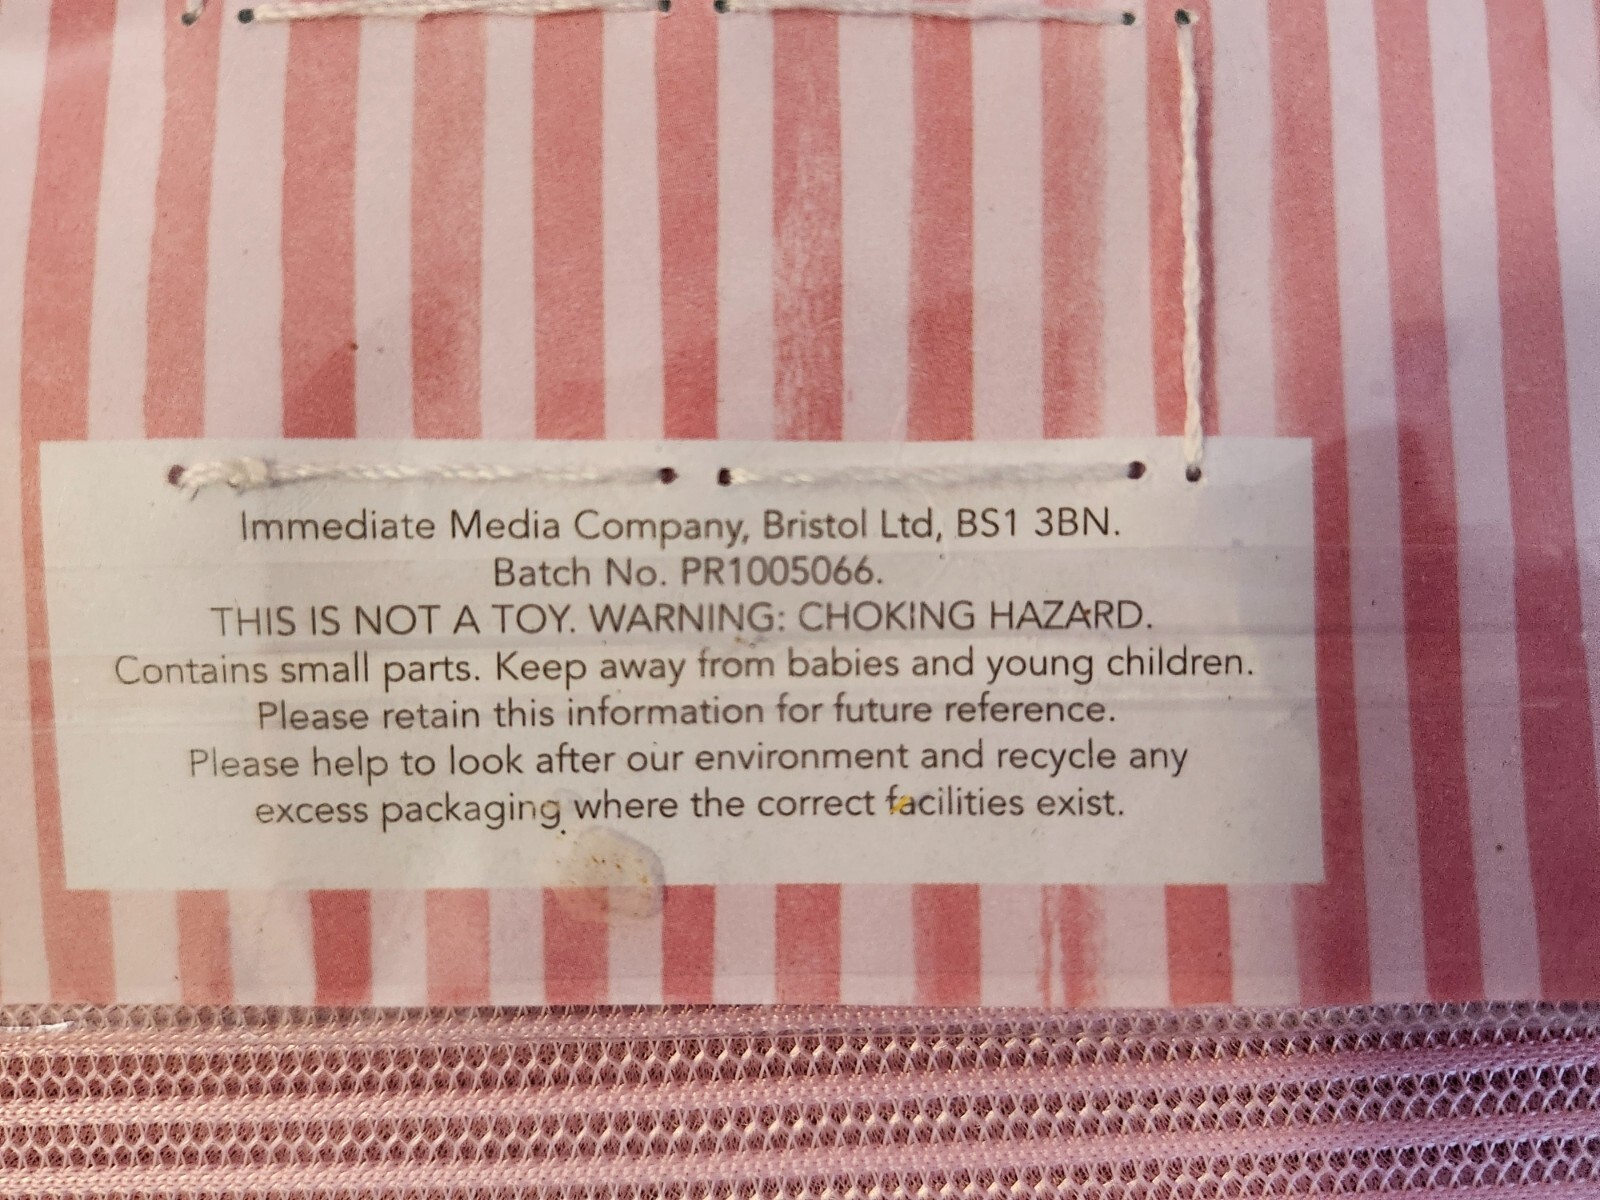 Immediate Media Company, Bristol Ltd, BS1 3BN.
Batch No. PR1005066.
THIS IS NOT A TOY. WARNING: CHOKING HAZARD.
Contains small parts. Keep away from babies and young children.
Please retain this information for future reference.
Please help to look after our environment and recycle any
excess packaging where the correct facilities exist.